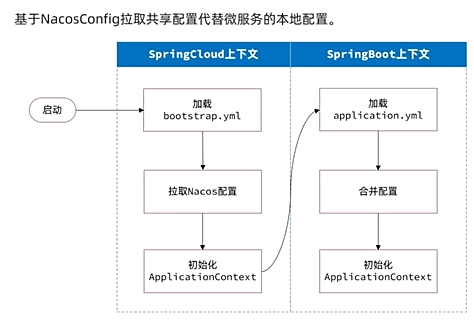 基于NacosConfig拉取共享配置代替微服务的本地配置。
SpringCloud上下文
SpringBoot上下文
启动
加载
bootstrap.yml
拉取Nacos配置
初始化
ApplicationContext
加载
application.yml
合并配置
初始化
ApplicationContext